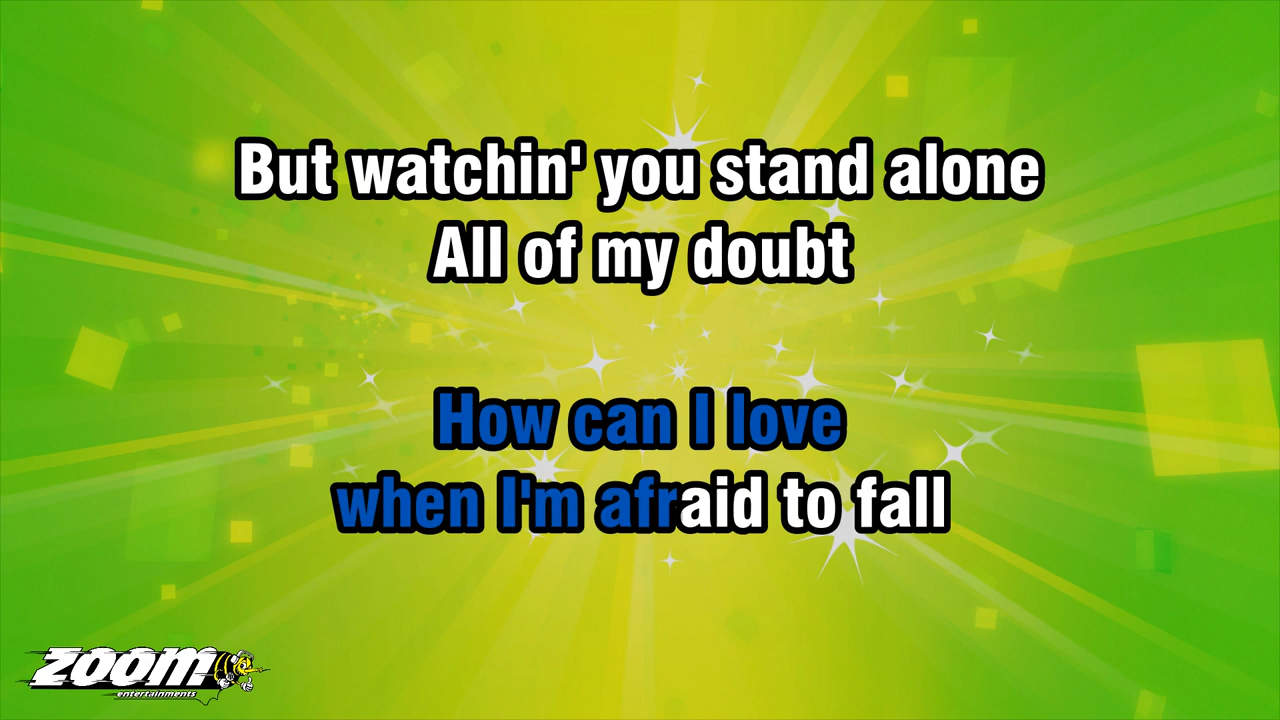 But watchin' you stand alone
All of my doubt
How can I love
when I'm afraid to fall
ZOOM
entertainments